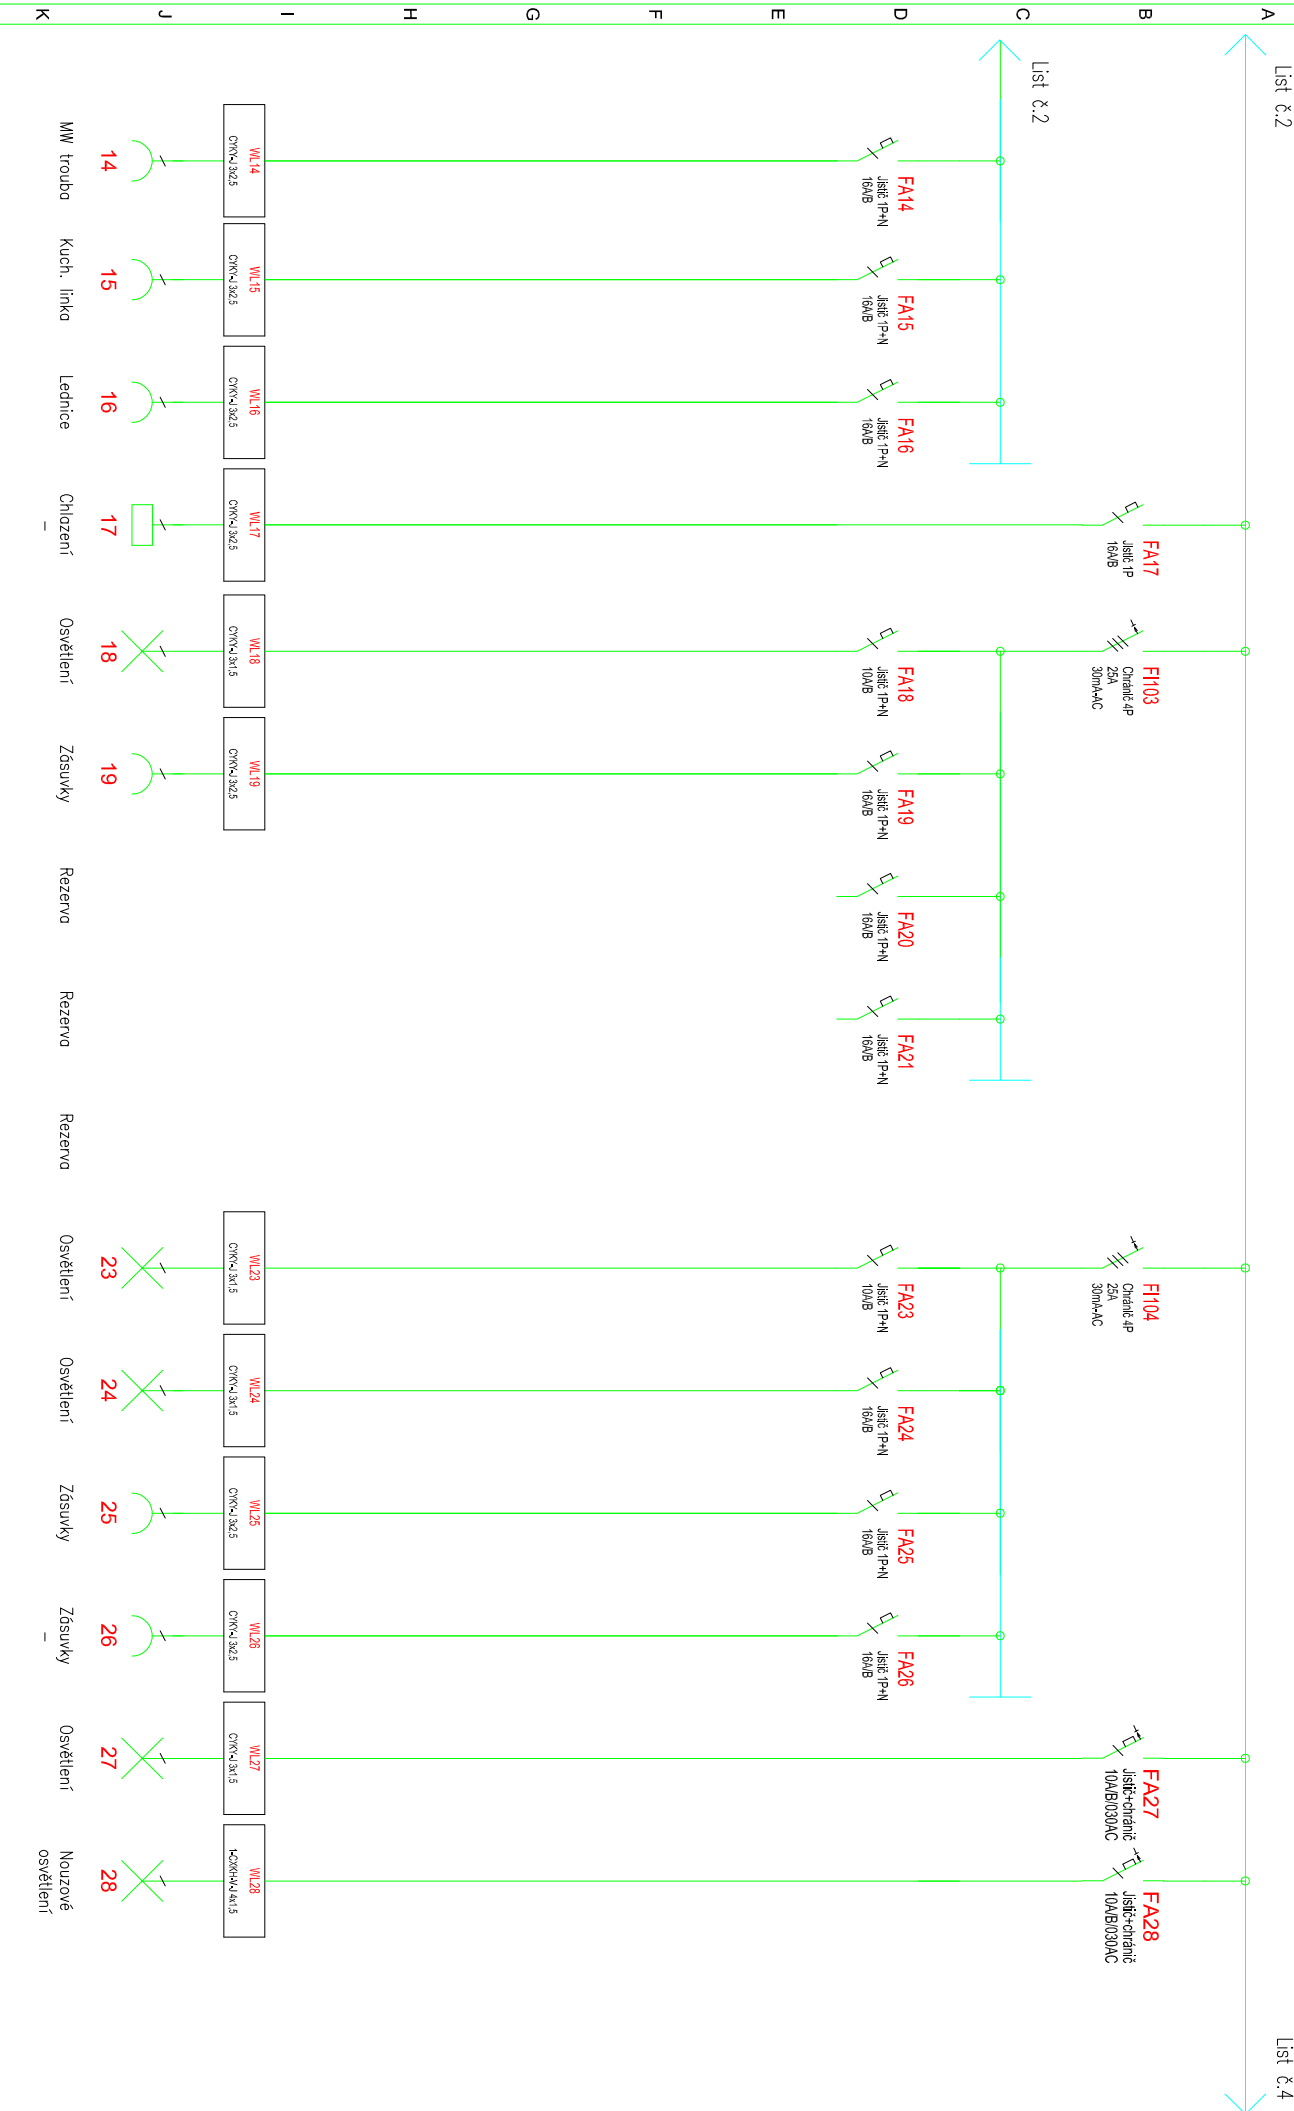 A
B
C
D
E
F
G
H
I
J
K
List č.2
List č.4
List č.2
FA17
Jistič 1P
16A/B
FI103
Chránič 4P
25A
30mA-AC
FI104
Chránič 4P
25A
30mA-AC
FA27
Jistič+chránič
10A/B/030AC
FA28
Jistič+chránič
10A/B/030AC
FA14
Jistič 1P+N
16A/B
FA15
Jistič 1P+N
16A/B
FA16
Jistič 1P+N
16A/B
FA18
Jistič 1P+N
10A/B
FA19
Jistič 1P+N
16A/B
FA20
Jistič 1P+N
16A/B
FA21
Jistič 1P+N
16A/B
FA23
Jistič 1P+N
10A/B
FA24
Jistič 1P+N
16A/B
FA25
Jistič 1P+N
16A/B
FA26
Jistič 1P+N
16A/B
WL14
CYKY-J 3x2,5
WL15
CYKY-J 3x2,5
WL16
CYKY-J 3x2,5
WL17
CYKY-J 3x2,5
WL18
CYKY-J 3x1,5
WL19
CYKY-J 3x2,5
WL23
CYKY-J 3x1,5
WL24
CYKY-J 3x1,5
WL25
CYKY-J 3x2,5
WL26
CYKY-J 3x2,5
WL27
CYKY-J 3x1,5
WL28
1-CXKH-V-J 4x1,5
14
MW trouba
15
Kuch. linka
16
Lednice
17
Chlazení
–
18
Osvětlení
19
Zásuvky
Rezerva
Rezerva
Rezerva
23
Osvětlení
24
Osvětlení
25
Zásuvky
26
Zásuvky
–
27
Osvětlení
28
Nouzové
osvětlení